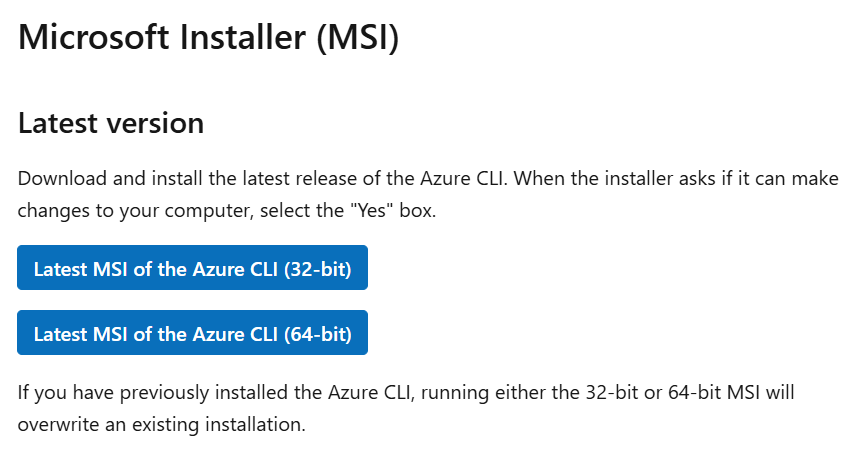 Microsoft Installer (MSI)
Latest version
Download and install the latest release of the Azure CLI. When the installer asks if it can make
changes to your computer, select the "Yes" box.
Latest MSI of the Azure CLI (32-bit)
Latest MSI of the Azure CLI (64-bit)
If you have previously installed the Azure CLI, running either the 32-bit or 64-bit MSI will
overwrite an existing installation.